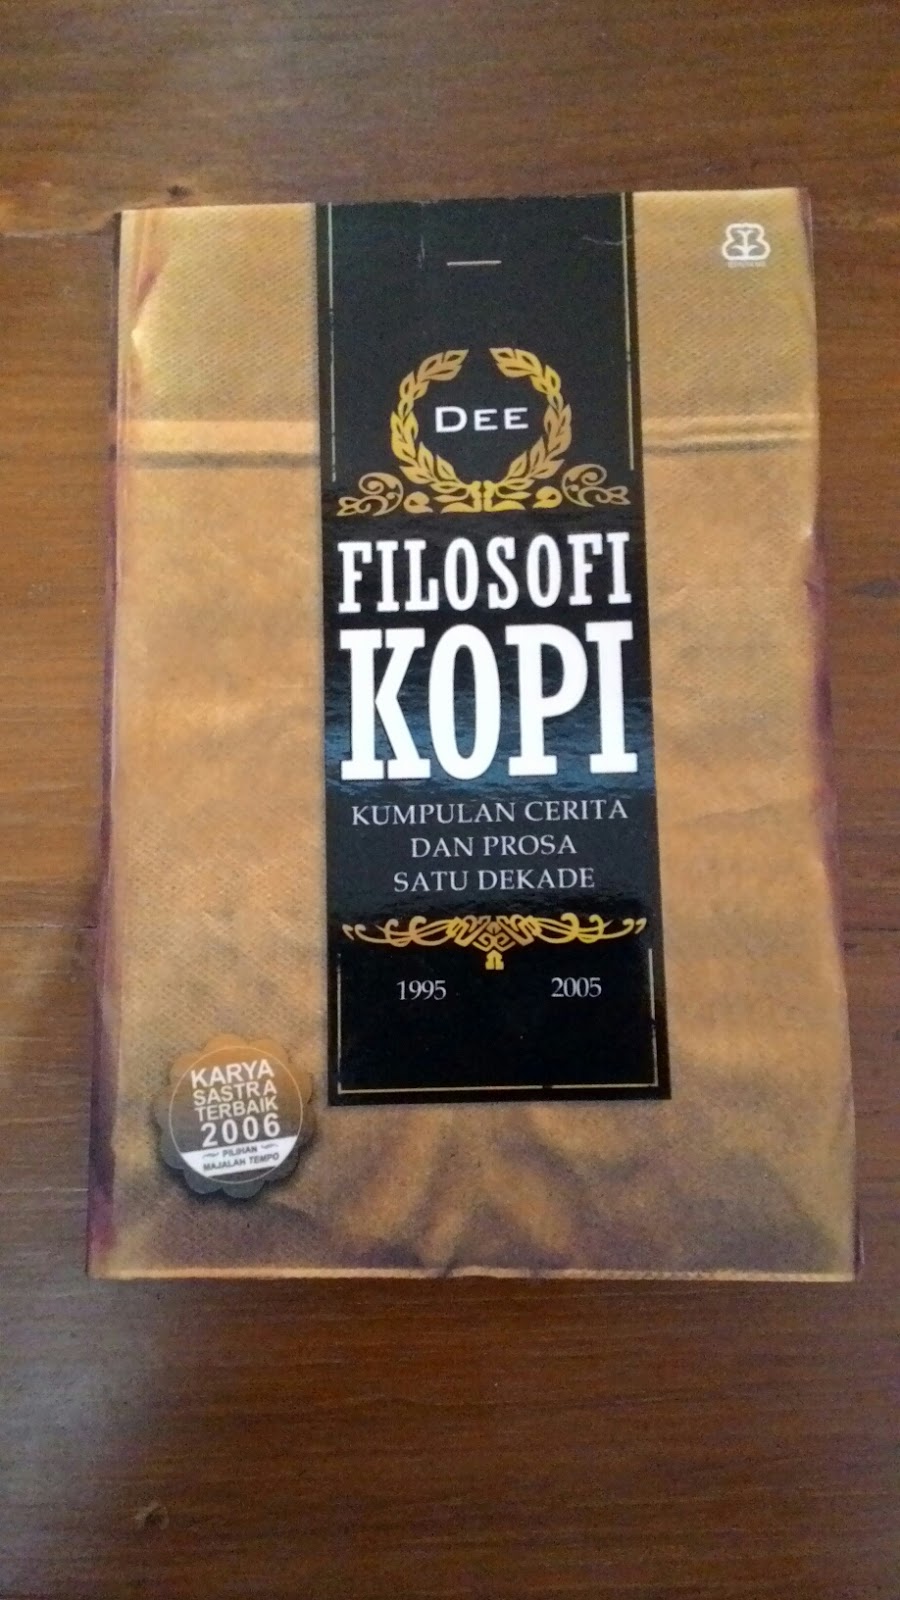 DEE
FILOSOFI
KOPI
KUMPULAN CERITA
DAN PROSA
SATU DEKADE
1995 2005
KARYA
SASTRA
TERBAIK
2006
PILIHAN
MAJALAH TEMPO